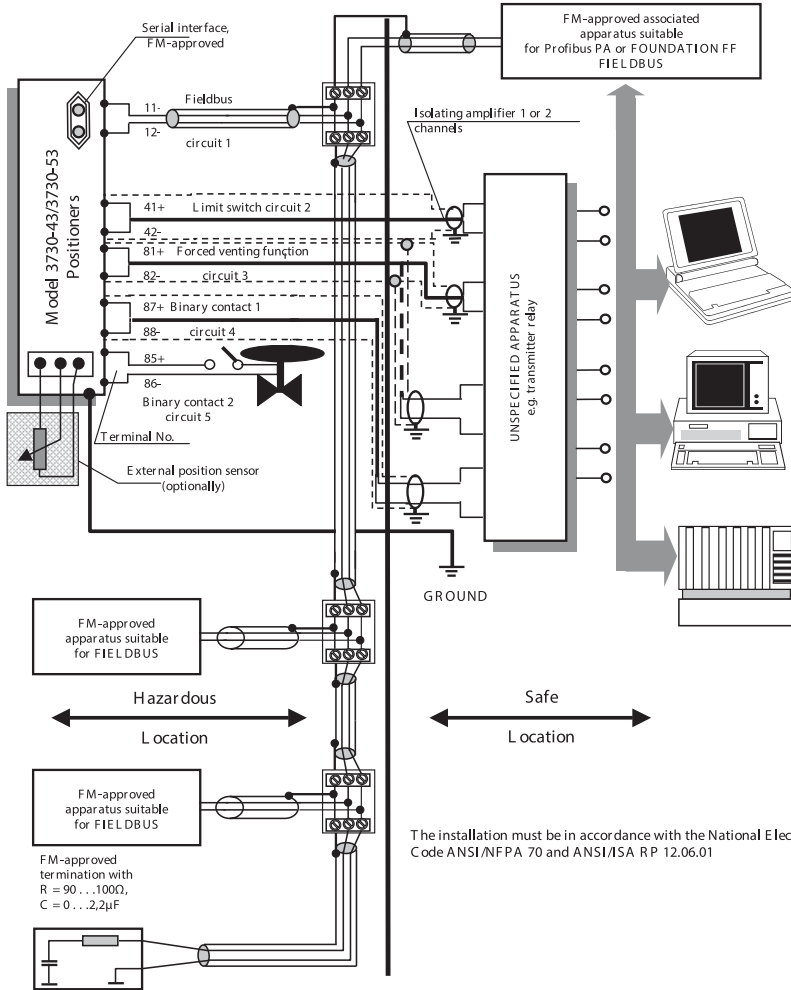 Serial interface,
FM-approved
FM-approved associated
apparatus suitable
for Profibus PA or FOUNDATION FF
FIELDBUS
Model 3730-43/3730-53
Positioners
11-
Fieldbus
12-
circuit 1
Isolating amplifier 1 or 2
channels
41+ Limit switch circuit 2
42-
81+ Forced venting function
82- circuit 3
87+ Binary contact 1
88- circuit 4
85+
86-
Binary contact 2
circuit 5
Terminal No.
External position sensor
(optionally)
UNSPECIFIED APPARATUS
e.g. transmitter relay
GROUND
FM-approved
apparatus suitable
for FIELDBUS
Hazardous
Location
Safe
Location
FM-approved
apparatus suitable
for FIELDBUS
The installation must be in accordance with the National Elec
Code ANSI/NFPA 70 and ANSI/ISA RP 12.06.01
FM-approved
termination with
R = 90 . . .100Ω,
C = 0 . . .2,2µF